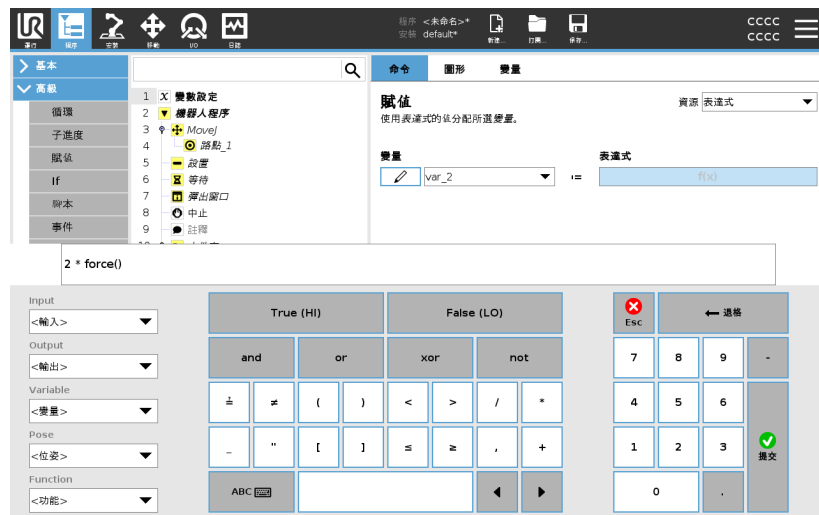 UR
運行 程序 安裝 移動 I/O 日誌
程序 <未命名>*
安裝 default*
新建... 打開... 保存...
cccc
cccc
基本
高級
循環
子進度
賦值
If
腳本
事件
1 X 變數設定
2 機器人程序
3 MoveJ
4 路點_1
5 設置
6 等待
7 彈出窗口
8 中止
9 註釋
命令 圖形 變量
賦值
使用表達式的值分配所選變量。
資源 表達式
變量
var_2
:=
表達式
f(x)
2 * force()
Input
<輸入>
Output
<輸出>
Variable
<變量>
Pose
<位姿>
Function
<功能>
True (HI) False (LO)
and or xor not
≟ ≠ ( ) < > / *
_ " [ ] ≤ ≥ , +
ABC
Esc 退格
7 8 9 -
4 5 6
1 2 3 提交
0 .